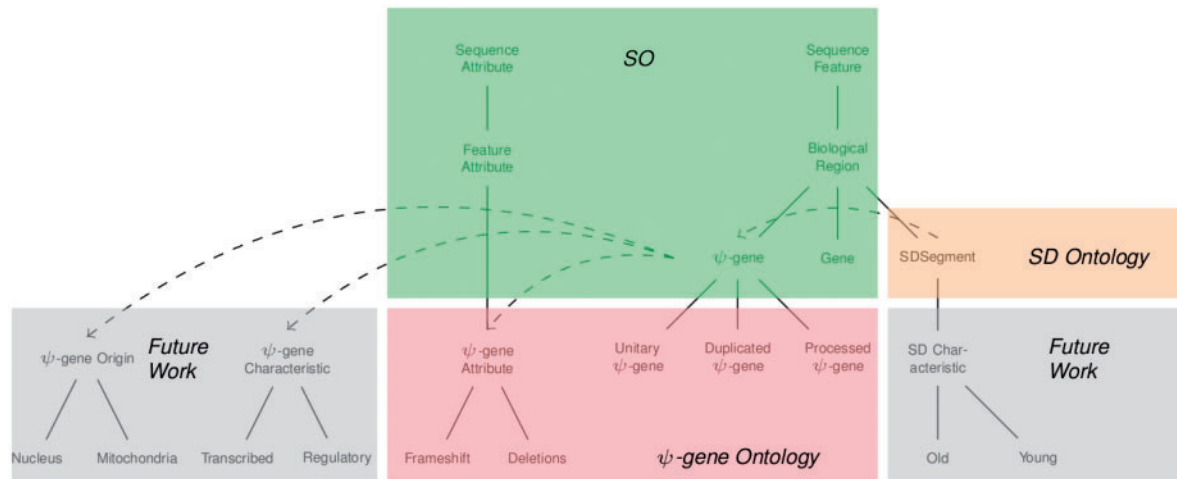 Sequence
Attribute
SO
Sequence
Feature
Feature
Attribute
Biological
Region
ψ-gene
Gene
SDSegment
SD Ontology
ψ-gene Origin
Future
Work
ψ-gene
Characteristic
ψ-gene
Attribute
Unitary
ψ-gene
Duplicated
ψ-gene
Processed
ψ-gene
SD Char-
acteristic
Future
Work
Nucleus
Mitochondria
Transcribed
Regulatory
Frameshift
Deletions
ψ-gene Ontology
Old
Young